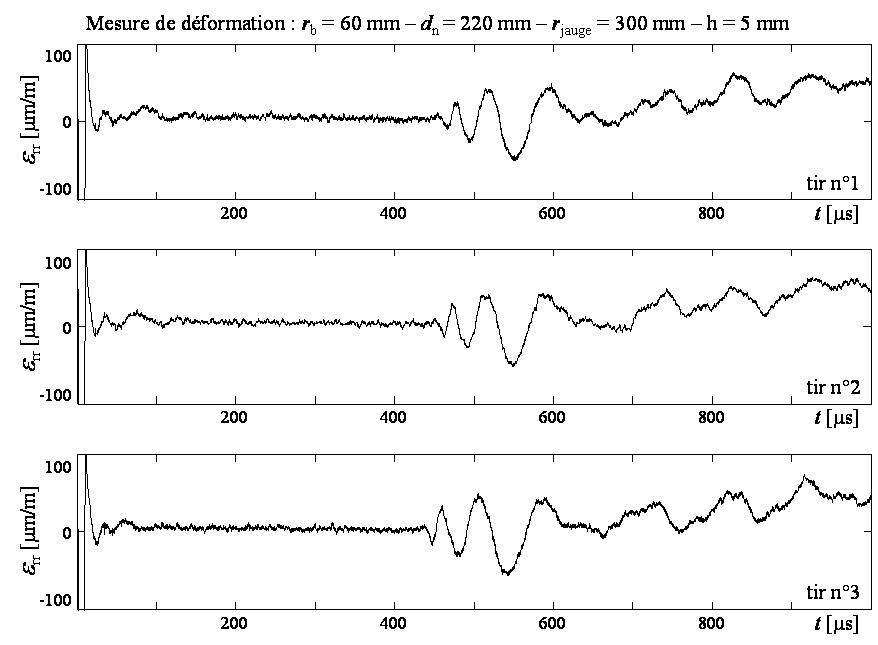 Mesure de déformation : r_b = 60 mm – d_n = 220 mm – r_jauge = 300 mm – h = 5 mm
100
0
-100
ε_rr [µm/m]
tir n°1
200 400 600 800 t [µs]
100
0
-100
ε_rr [µm/m]
tir n°2
200 400 600 800 t [µs]
100
0
-100
ε_rr [µm/m]
tir n°3
200 400 600 800 t [µs]